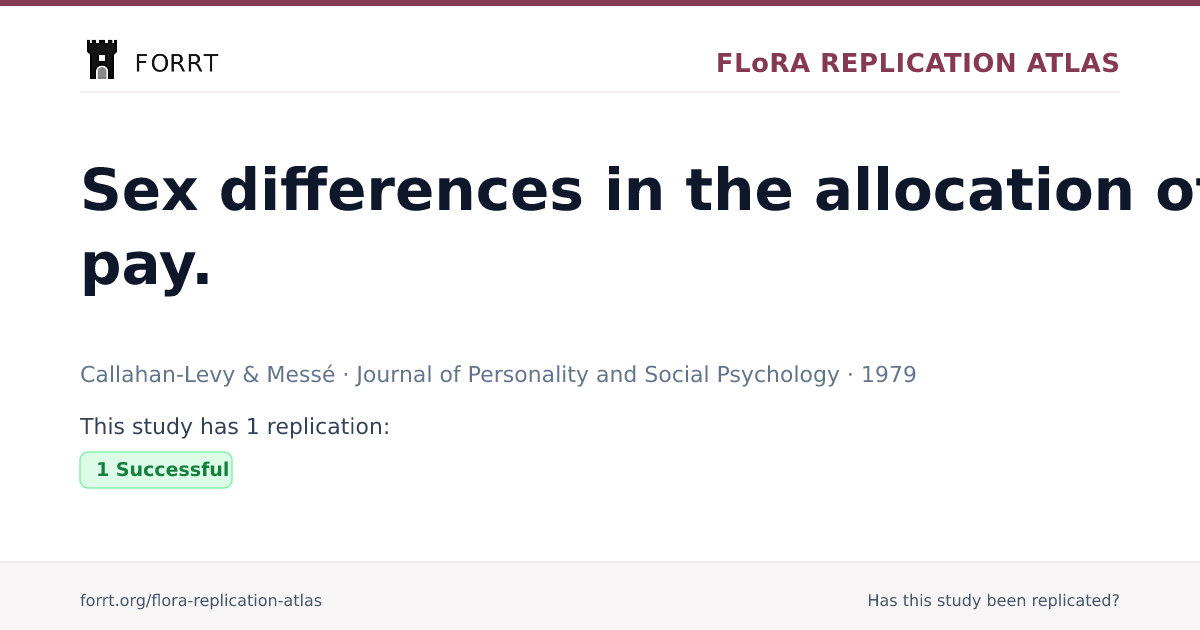 FORRT
FLoRA REPLICATION ATLAS
Sex differences in the allocation of
pay.
Callahan-Levy & Messé · Journal of Personality and Social Psychology · 1979
This study has 1 replication:
1 Successful
forrt.org/flora-replication-atlas
Has this study been replicated?